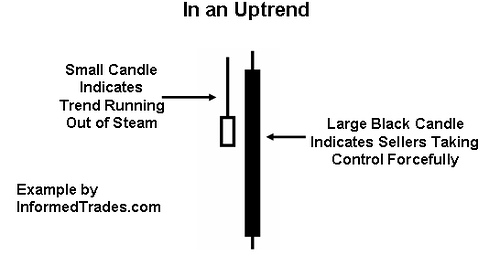 In an Uptrend
Small Candle
Indicates
Trend Running
Out of Steam
Large Black Candle
Indicates Sellers Taking
Control Forcefully
Example by
InformedTrades.com